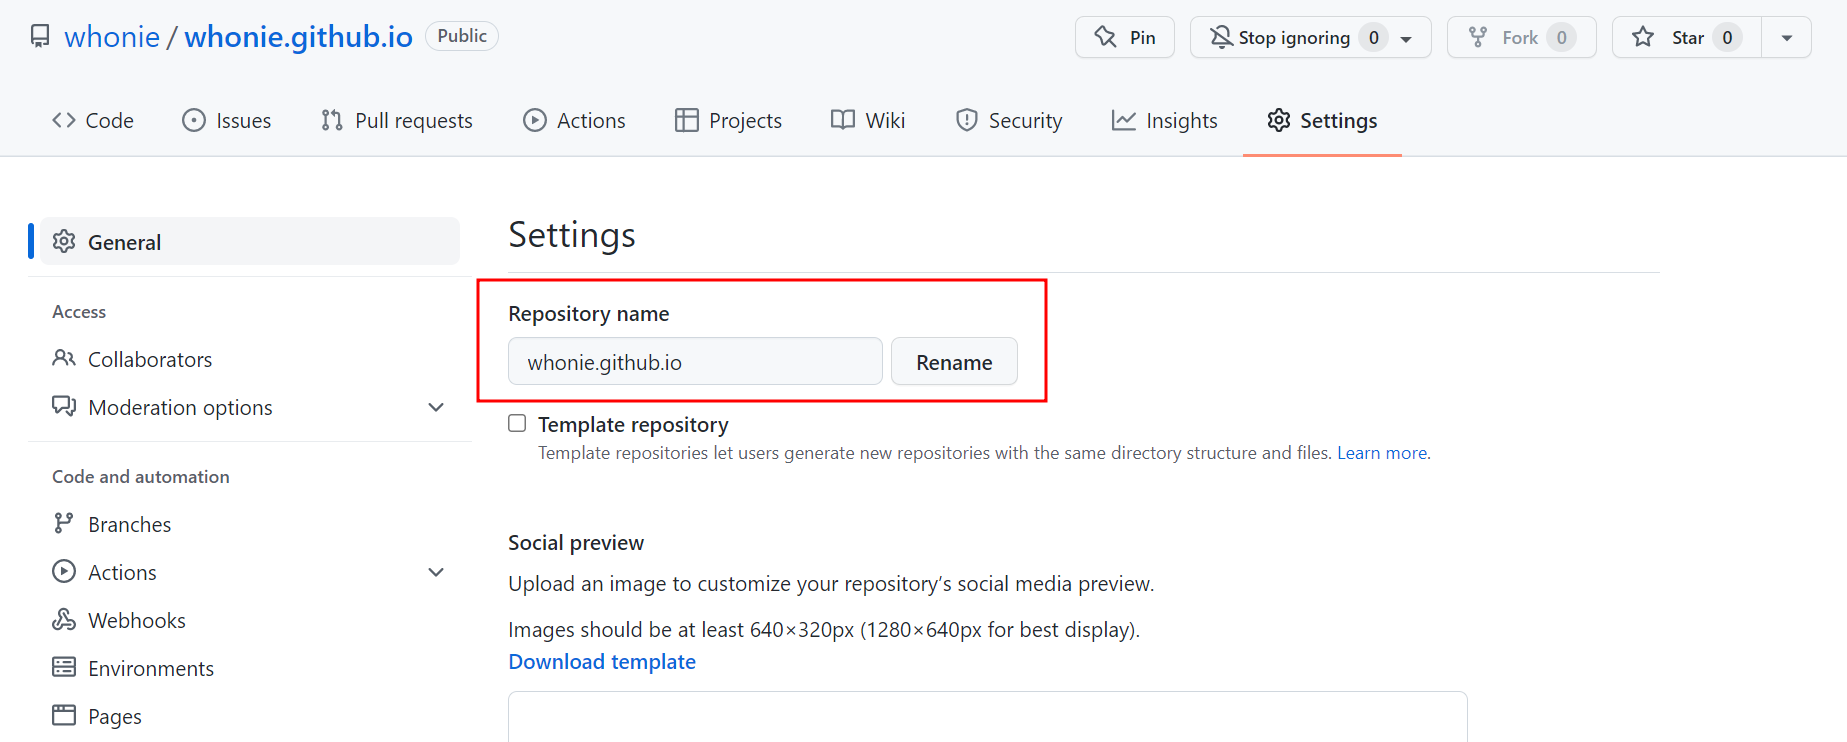 whonie / whonie.github.io Public Pin Stop ignoring 0 Fork 0 Star 0
Code Issues Pull requests Actions Projects Wiki Security Insights Settings
General
Access
Collaborators
Moderation options
Code and automation
Branches
Actions
Webhooks
Environments
Pages
Settings
Repository name
whonie.github.io Rename
Template repository
Template repositories let users generate new repositories with the same directory structure and files. Learn more.
Social preview
Upload an image to customize your repository’s social media preview.
Images should be at least 640×320px (1280×640px for best display).
Download template